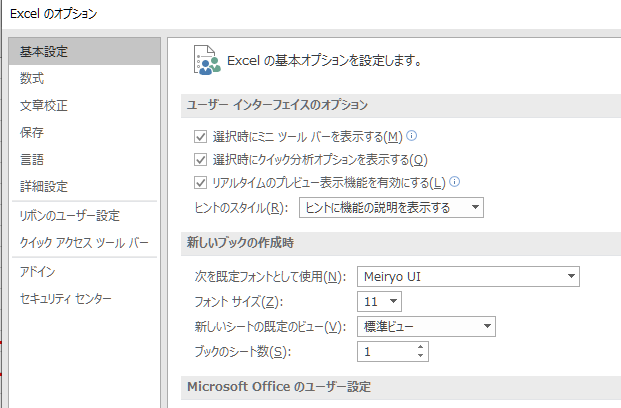 Excel のオプション
基本設定
数式
文章校正
保存
言語
詳細設定
リボンのユーザー設定
クイック アクセス ツール バー
アドイン
セキュリティ センター
Excel の基本オプションを設定します。
ユーザー インターフェイスのオプション
選択時にミニ ツール バーを表示する(M)
選択時にクイック分析オプションを表示する(Q)
リアルタイムのプレビュー表示機能を有効にする(L)
ヒントのスタイル(R): ヒントに機能の説明を表示する
新しいブックの作成時
次を既定フォントとして使用(N): Meiryo UI
フォント サイズ(Z): 11
新しいシートの既定のビュー(V): 標準ビュー
ブックのシート数(S): 1
Microsoft Office のユーザー設定